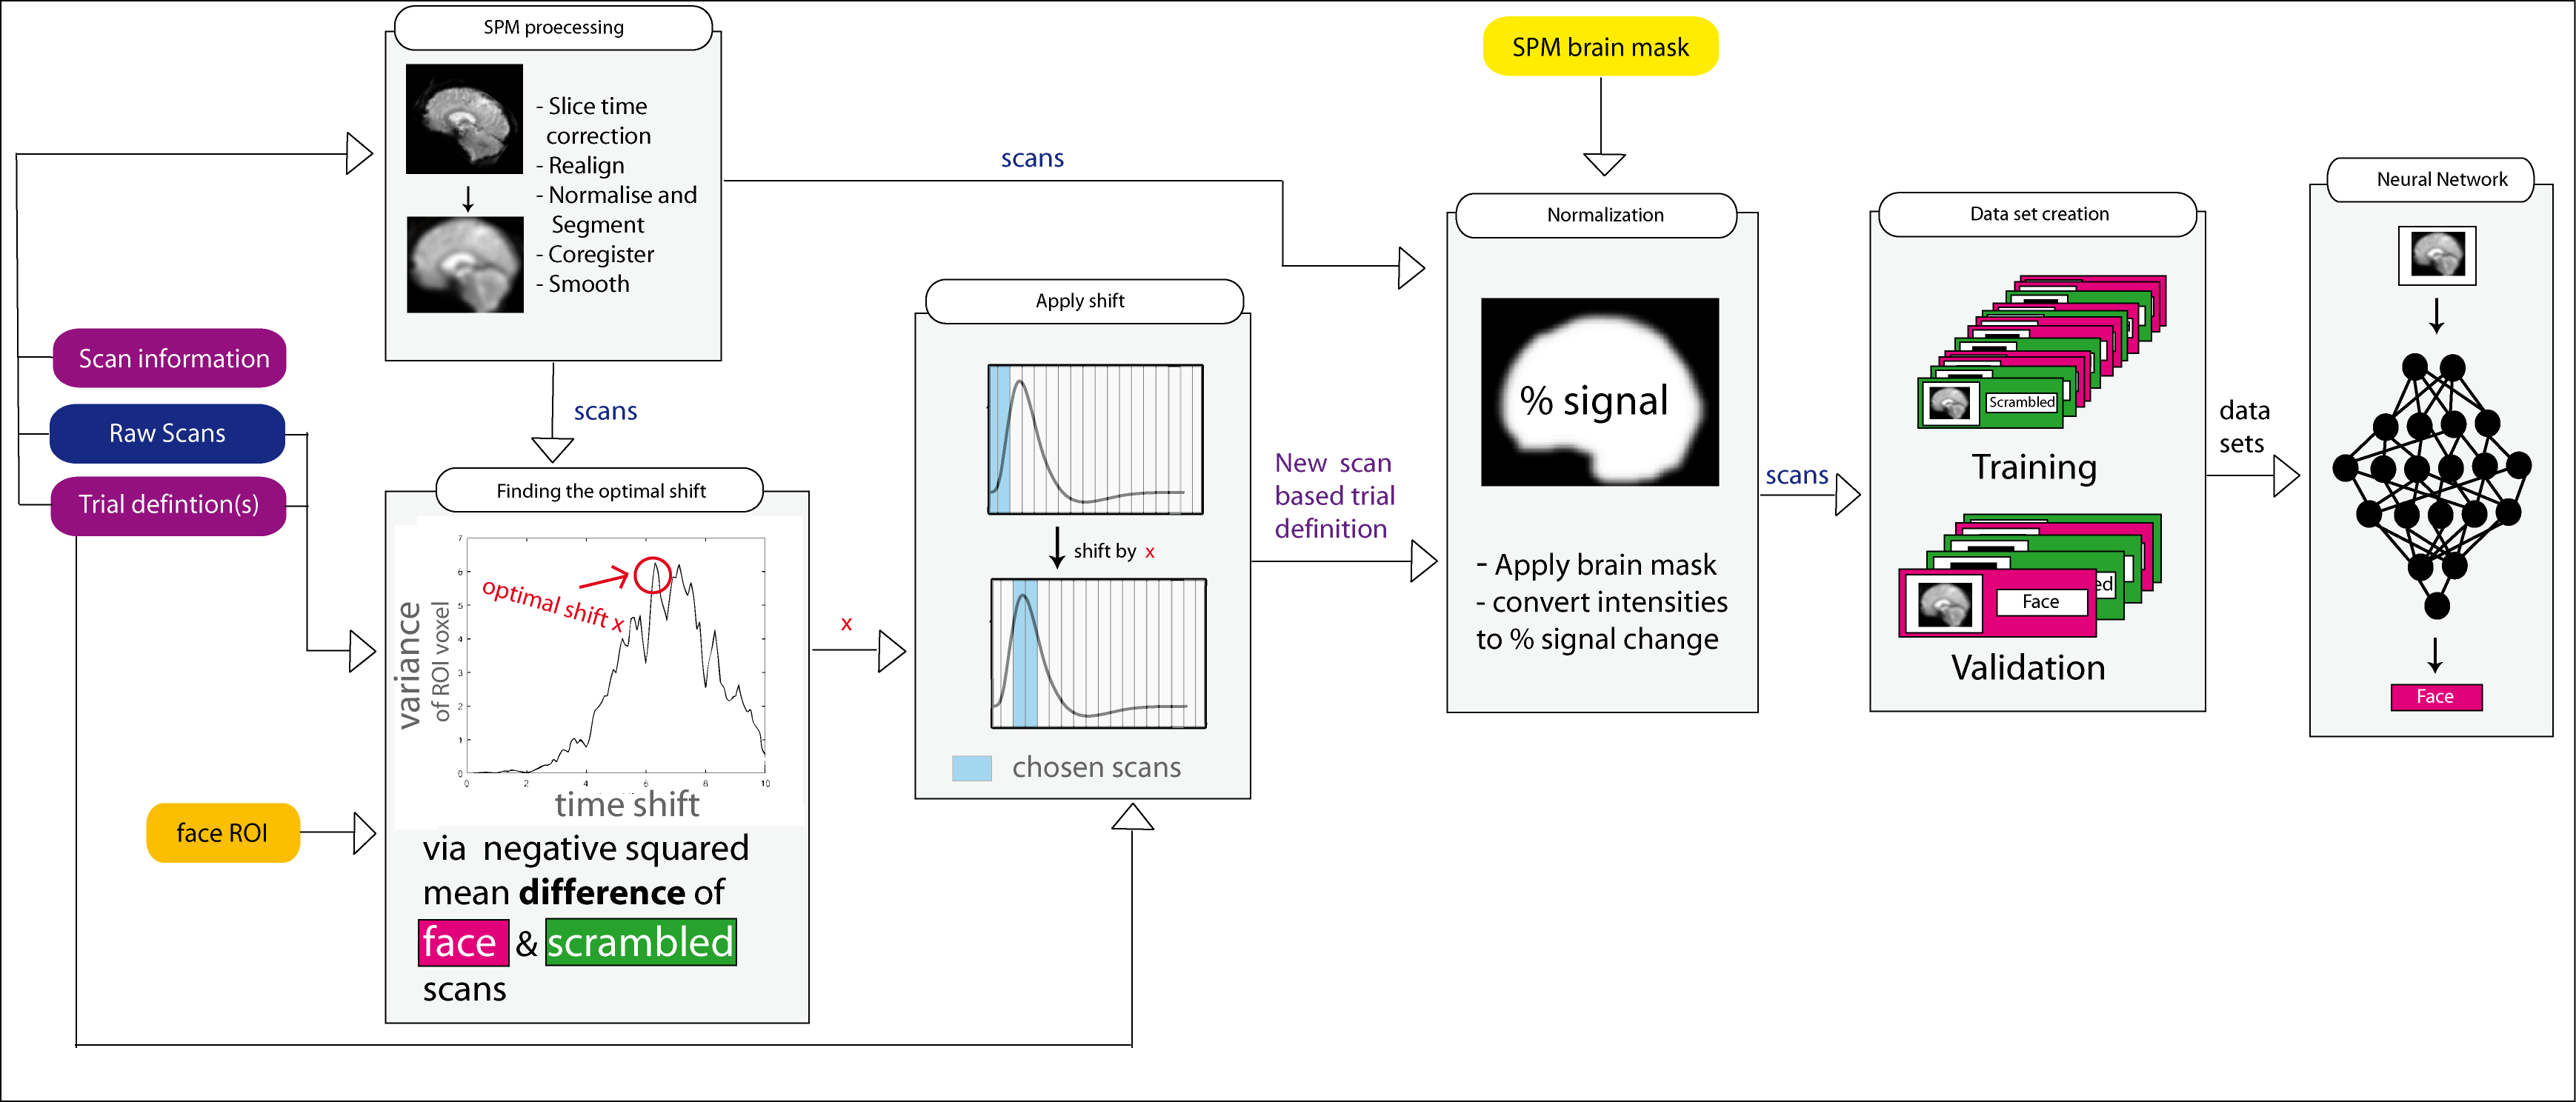 SPM proecessing
- Slice time
correction
- Realign
- Normalise and
Segment
- Coregister
- Smooth
Scan information
Raw Scans
Trial defintion(s)
face ROI
scans
scans
Finding the optimal shift
variance
of ROI voxel
7
6
5
4
3
2
1
0
0
2
4
6
8
10
optimal shift x
time shift
via negative squared
mean difference of
face & scrambled
scans
x
Apply shift
shift by x
chosen scans
New scan
based trial
definition
SPM brain mask
Normalization
% signal
- Apply brain mask
- convert intensities
to % signal change
scans
Data set creation
Scrambled
Training
ed
Face
Validation
data
sets
Neural Network
Face